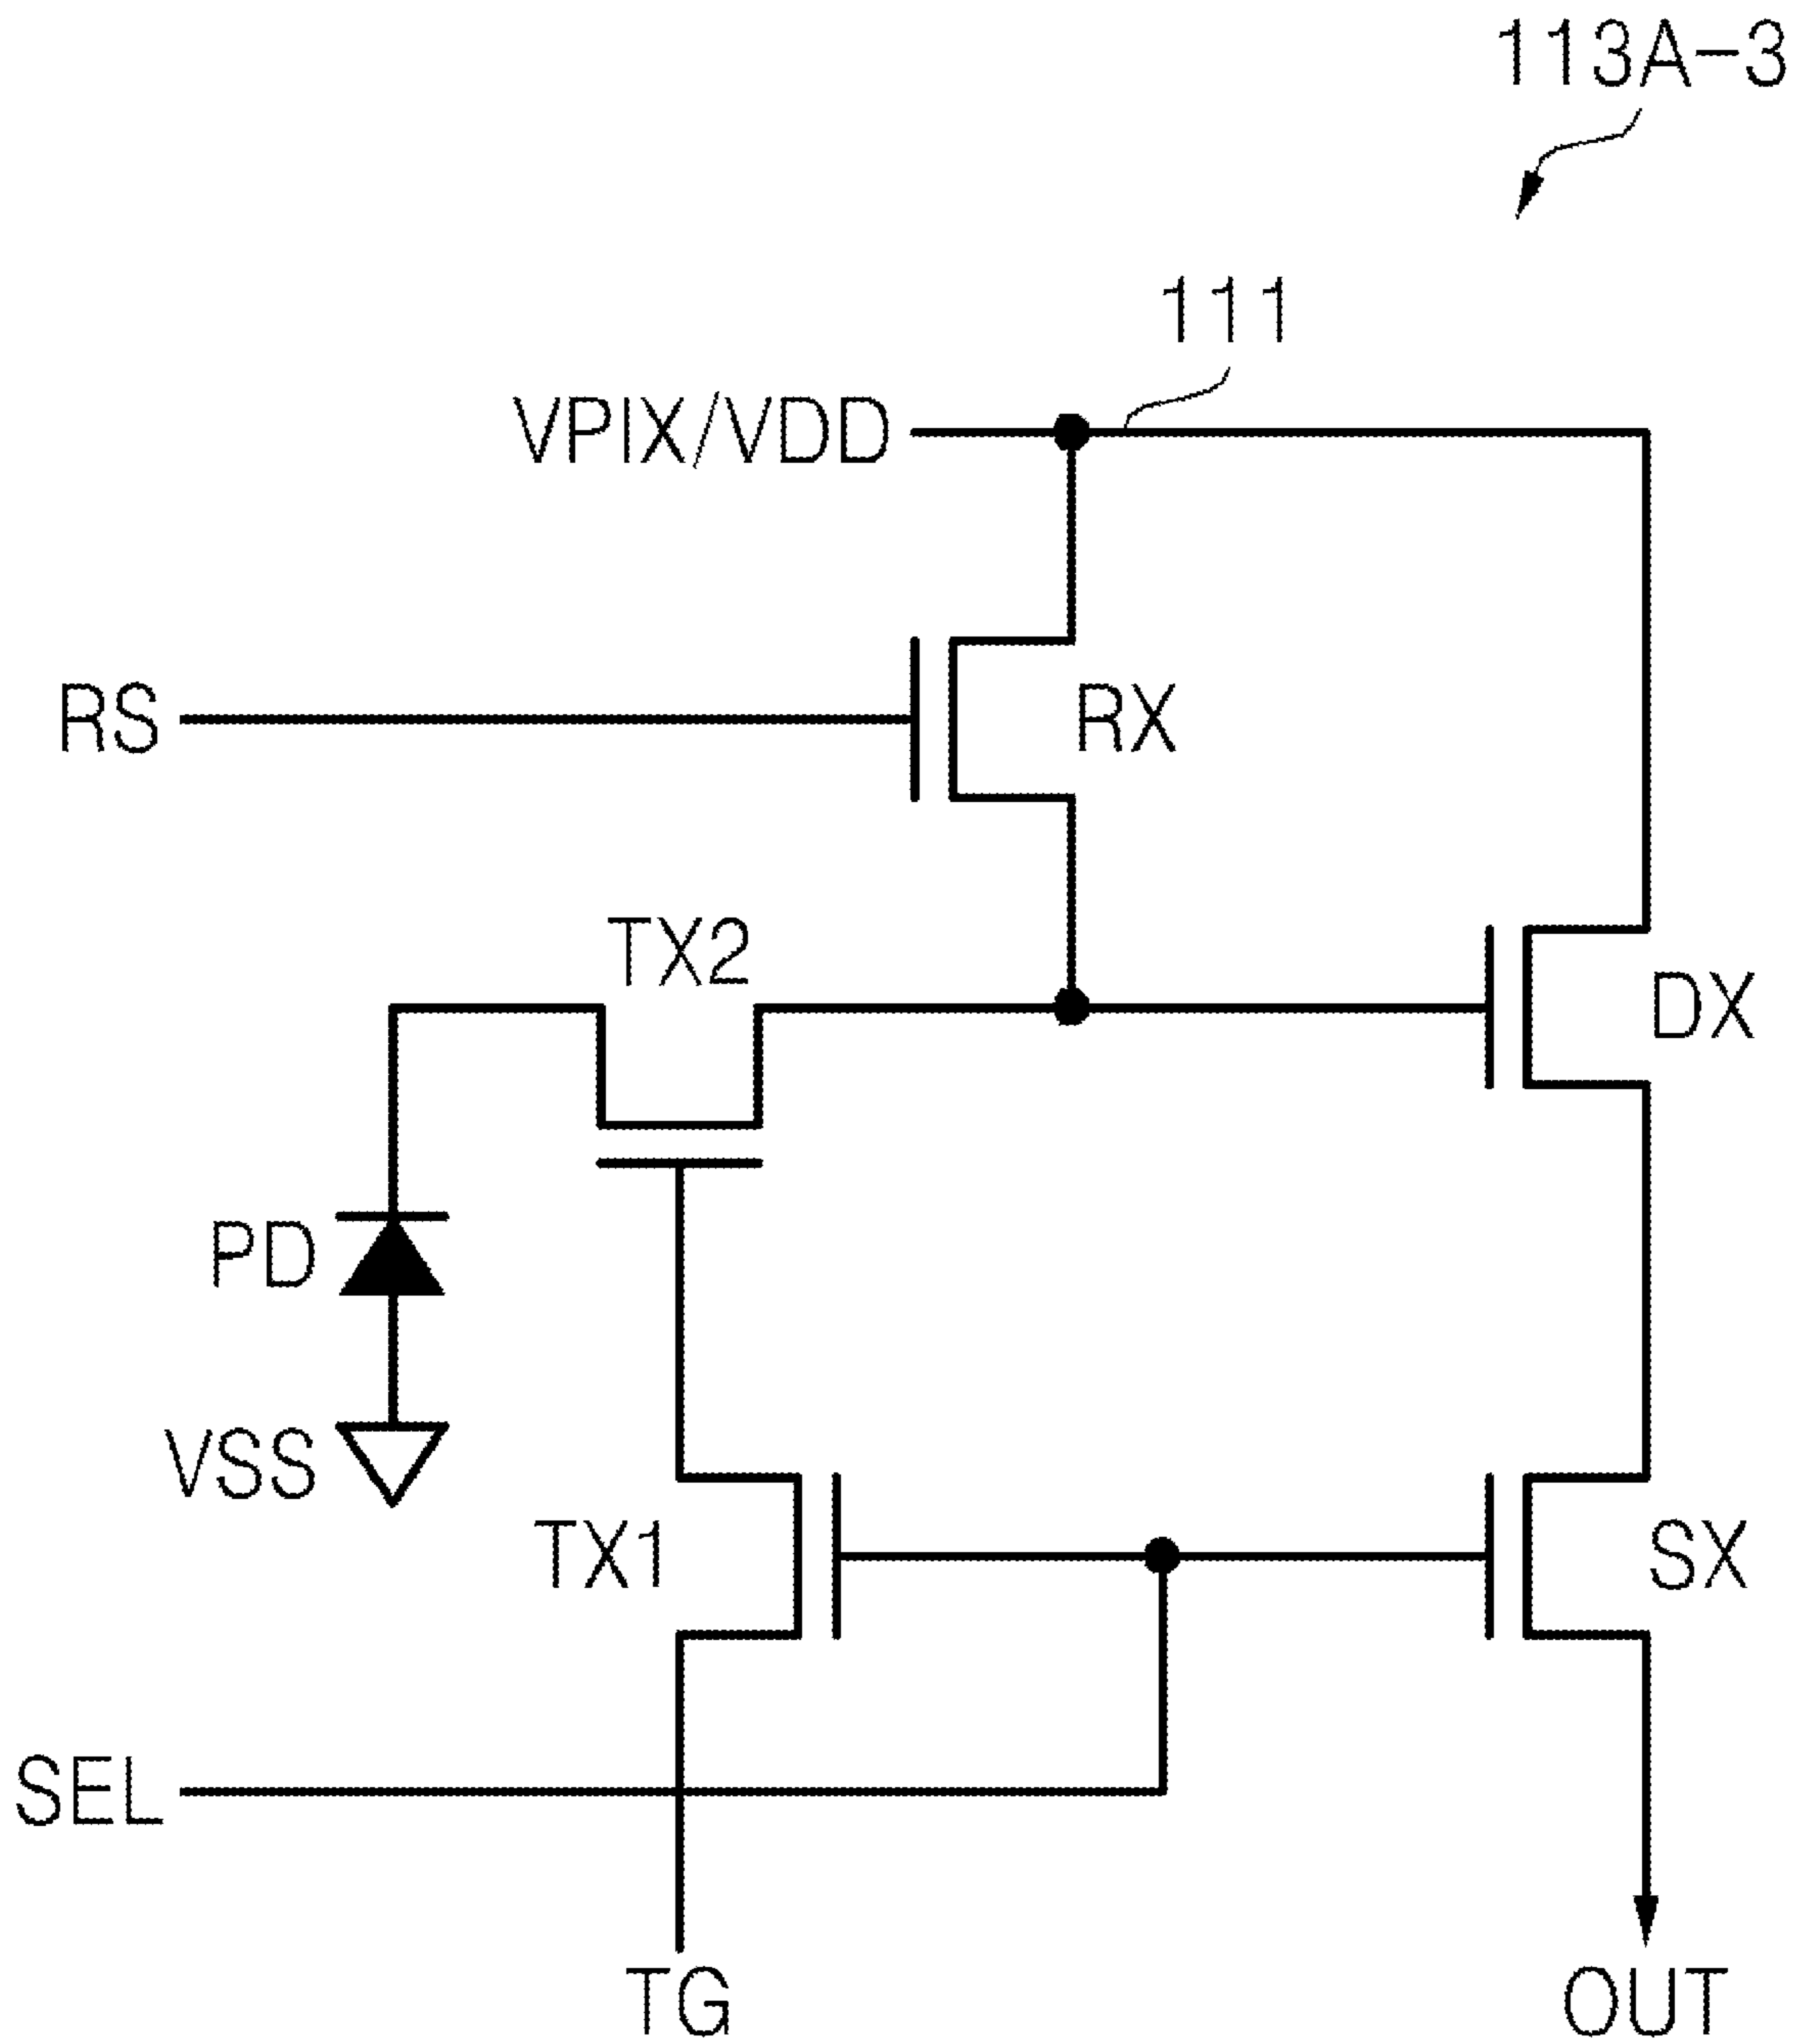 113A-3
111
VPIX/VDD
RS
RX
TX2
DX
PD
VSS
TX1
SX
SEL
TG
OUT